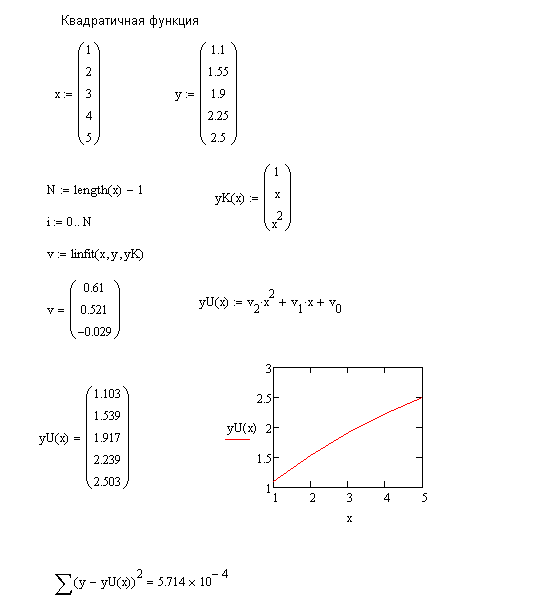 Квадратичная функция
x := ( 1 2 3 4 5 ) y := ( 1.1 1.55 1.9 2.25 2.5 )
N := length(x) − 1
yK(x) := ( 1 x x² )
i := 0.. N
v := linfit(x, y, yK)
v = ( 0.61 0.521 −0.029 ) yU(x) := v₂·x² + v₁·x + v₀
yU(x) = ( 1.103 1.539 1.917 2.239 2.503 )
3
2.5
yU(x) 2
1.5
1
1 2 3 4 5
x
∑(y − yU(x))² = 5.714 × 10⁻⁴